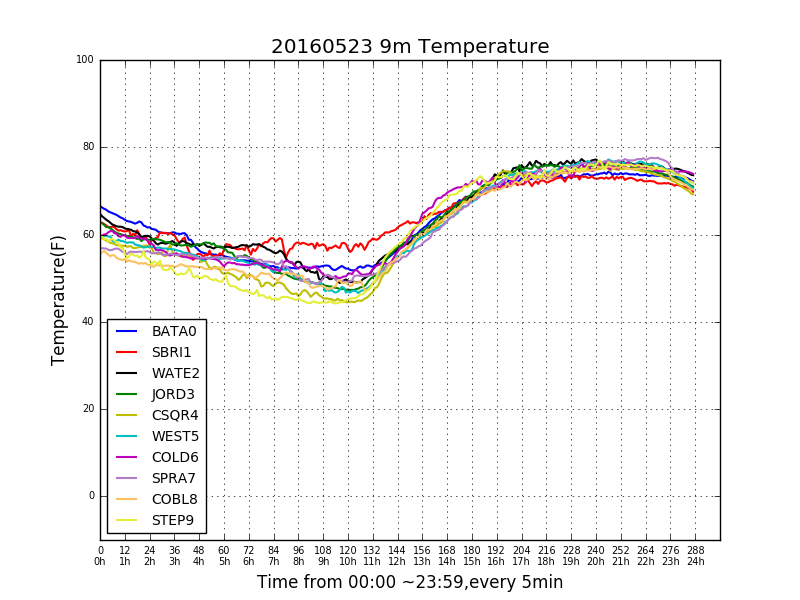 20160523 9m Temperature
100
80
60
40
20
0
Temperature(F)
BATA0
SBRI1
WATE2
JORD3
CSQR4
WEST5
COLD6
SPRA7
COBL8
STEP9
0 12 24 36 48 60 72 84 96 108 120 132 144 156 168 180 192 204 216 228 240 252 264 276 288
0h 1h 2h 3h 4h 5h 6h 7h 8h 9h 10h 11h 12h 13h 14h 15h 16h 17h 18h 19h 20h 21h 22h 23h 24h
Time from 00:00 ~23:59,every 5min